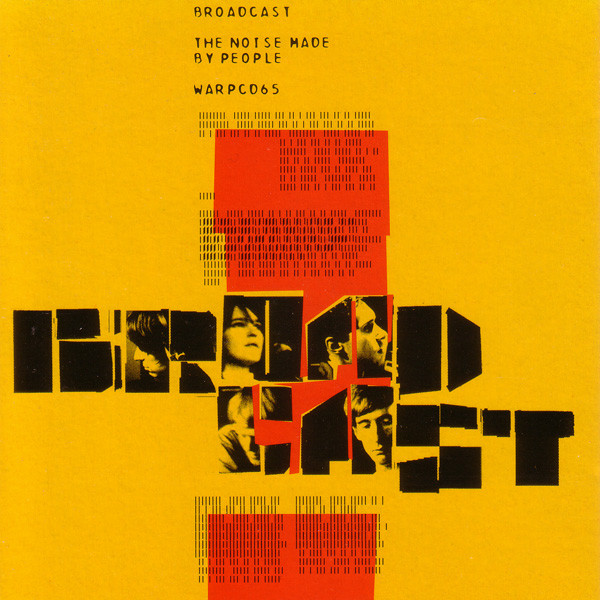 BROADCAST
THE NOISE MADE
BY PEOPLE
WARPCD65
BROAD
CAST